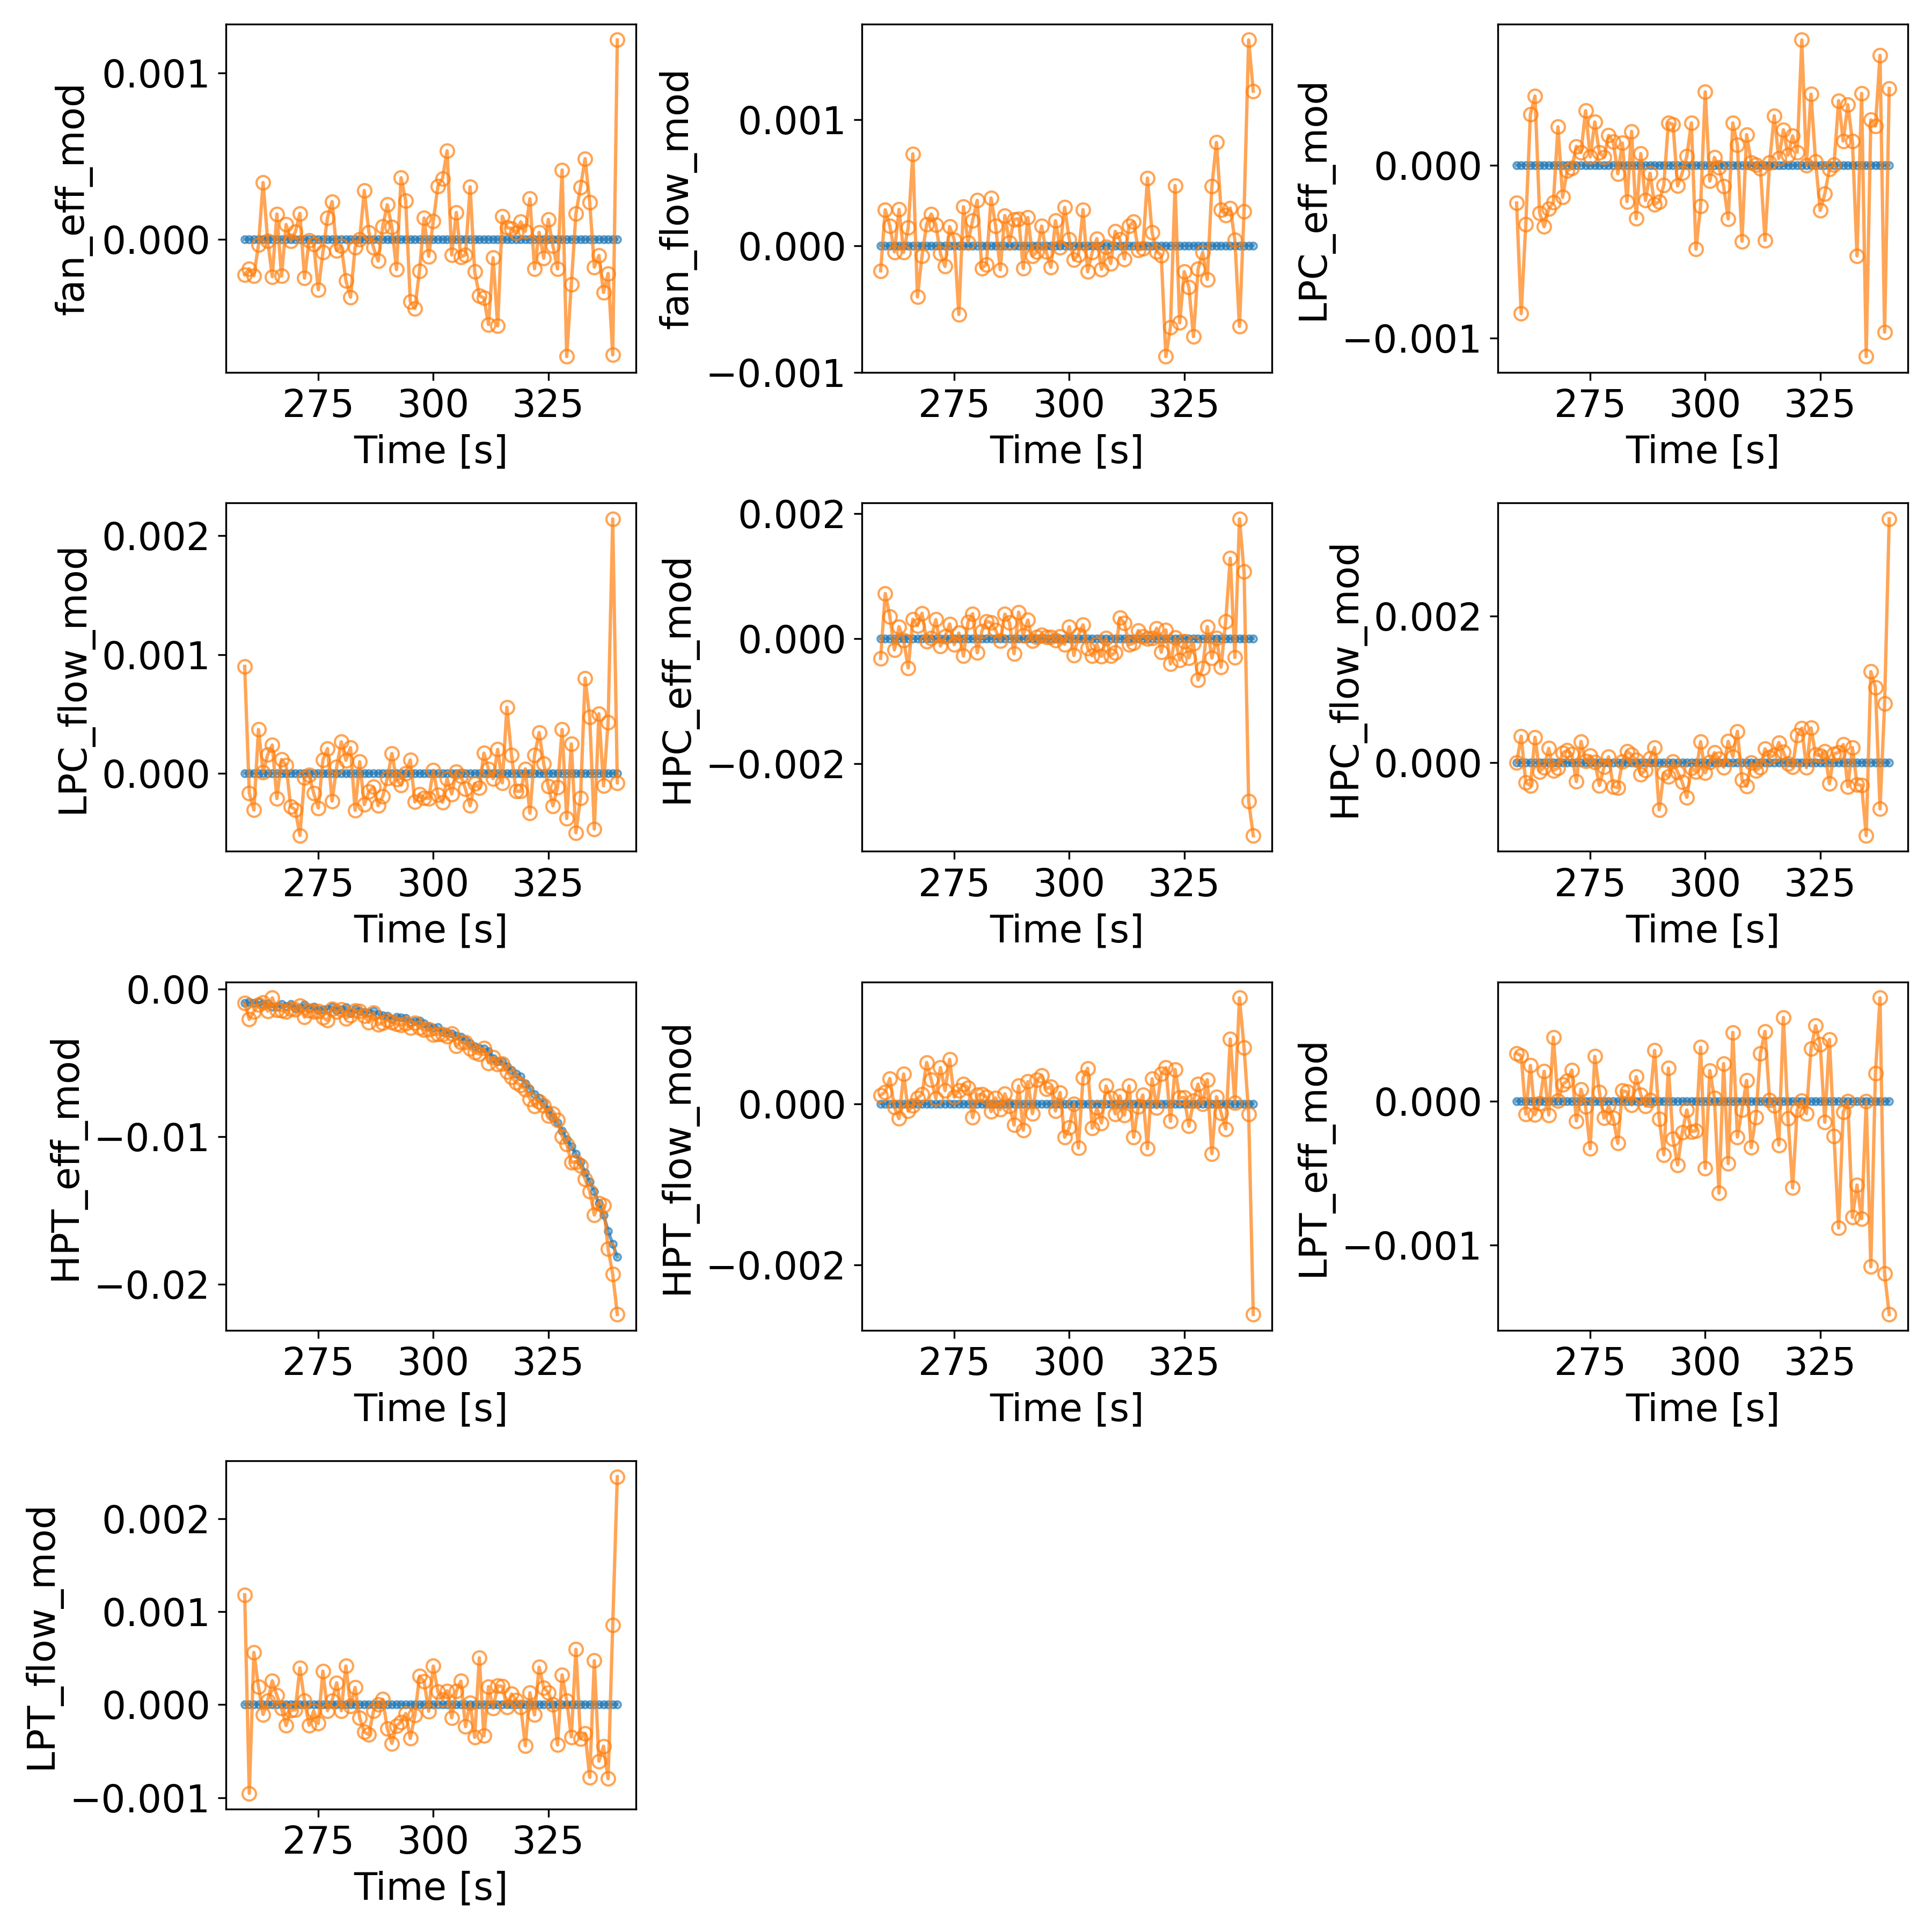 fan_eff_mod
0.001
0.000
275 300 325
Time [s]
fan_flow_mod
0.001
0.000
−0.001
275 300 325
Time [s]
LPC_eff_mod
0.000
−0.001
275 300 325
Time [s]
LPC_flow_mod
0.002
0.001
0.000
275 300 325
Time [s]
HPC_eff_mod
0.002
0.000
−0.002
275 300 325
Time [s]
HPC_flow_mod
0.002
0.000
275 300 325
Time [s]
HPT_eff_mod
0.00
−0.01
−0.02
275 300 325
Time [s]
HPT_flow_mod
0.000
−0.002
275 300 325
Time [s]
LPT_eff_mod
0.000
−0.001
275 300 325
Time [s]
LPT_flow_mod
0.002
0.001
0.000
−0.001
275 300 325
Time [s]